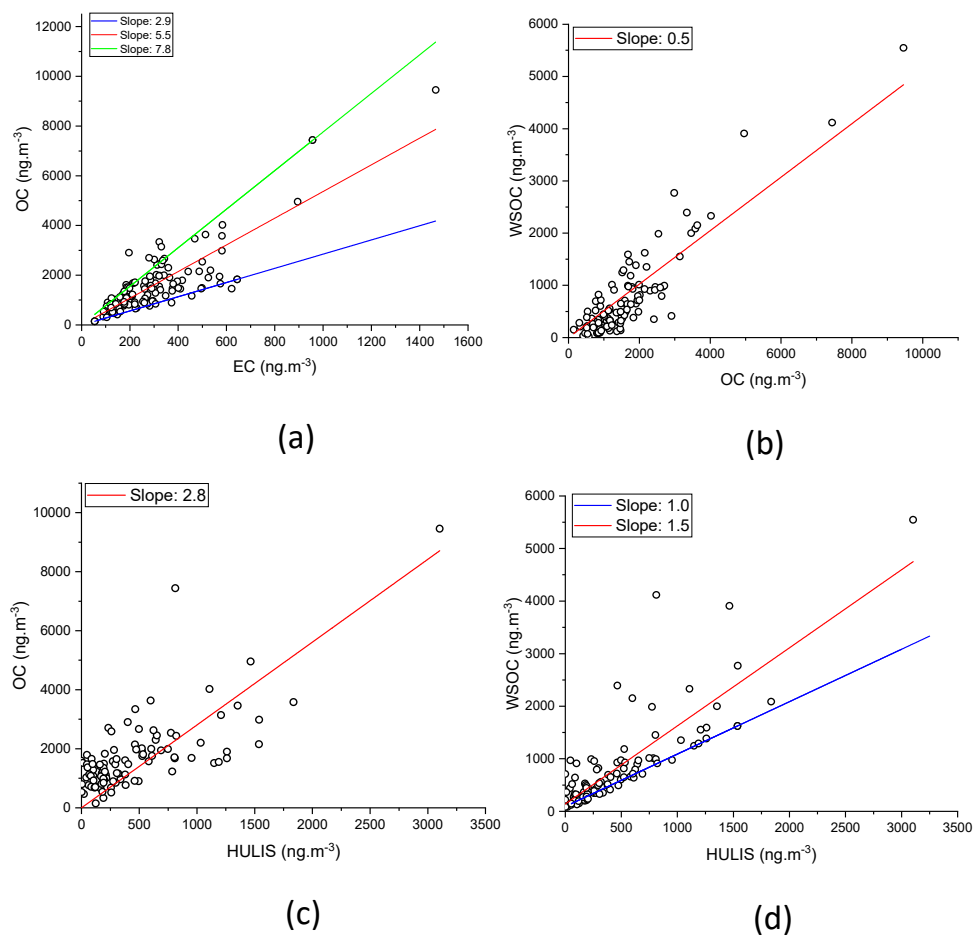 Slope: 2.9
Slope: 5.5
Slope: 7.8
12000
10000
8000
6000
4000
2000
0
OC (ng.m⁻³)
0 200 400 600 800 1000 1200 1400 1600
EC (ng.m⁻³)
(a)
Slope: 0.5
6000
5000
4000
3000
2000
1000
0
WSOC (ng.m⁻³)
0 2000 4000 6000 8000 10000
OC (ng.m⁻³)
(b)
Slope: 2.8
10000
8000
6000
4000
2000
0
OC (ng.m⁻³)
0 500 1000 1500 2000 2500 3000 3500
HULIS (ng.m⁻³)
(c)
Slope: 1.0
Slope: 1.5
6000
5000
4000
3000
2000
1000
0
WSOC (ng.m⁻³)
0 500 1000 1500 2000 2500 3000 3500
HULIS (ng.m⁻³)
(d)